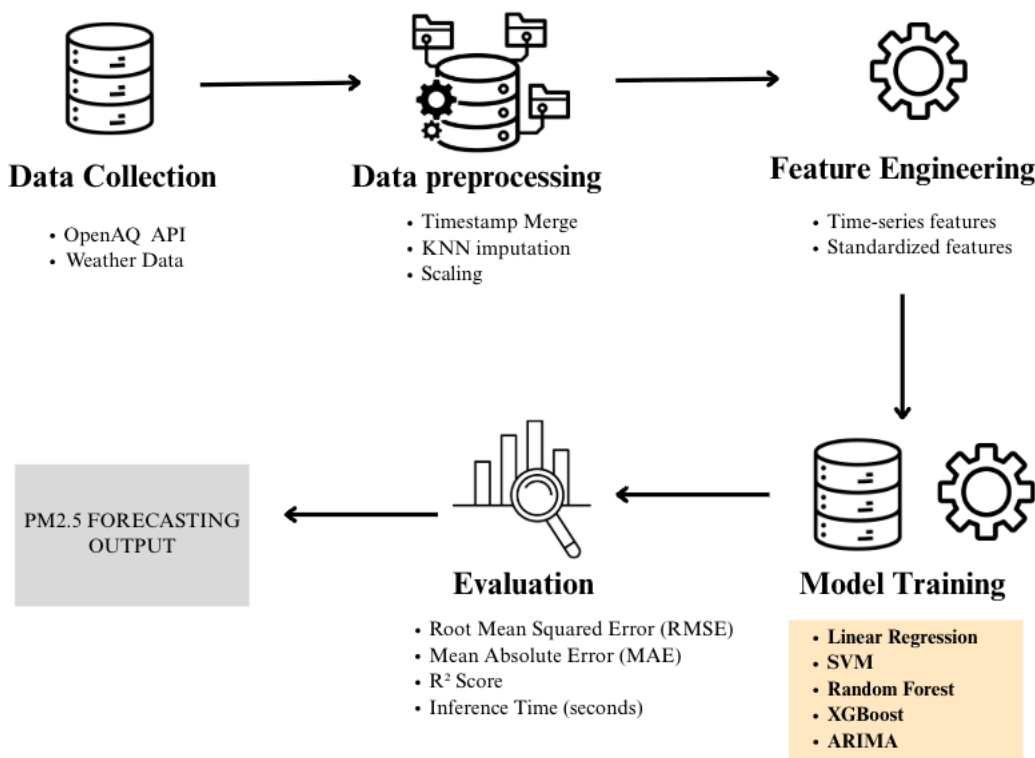 Data Collection
• OpenAQ API
• Weather Data
Data preprocessing
• Timestamp Merge
• KNN imputation
• Scaling
Feature Engineering
• Time-series features
• Standardized features
Model Training
• Linear Regression
• SVM
• Random Forest
• XGBoost
• ARIMA
Evaluation
• Root Mean Squared Error (RMSE)
• Mean Absolute Error (MAE)
• R² Score
• Inference Time (seconds)
PM2.5 FORECASTING
OUTPUT